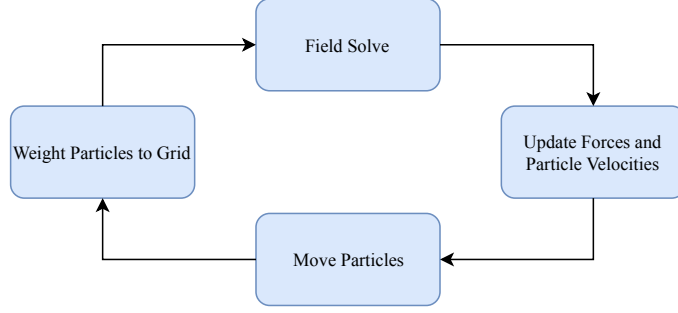 Field Solve
Weight Particles to Grid
Update Forces and
Particle Velocities
Move Particles